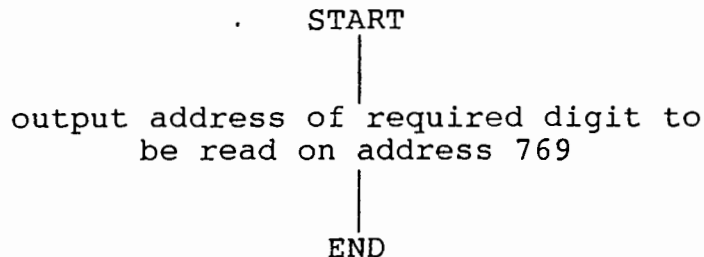 START
output address of required digit to
be read on address 769
END